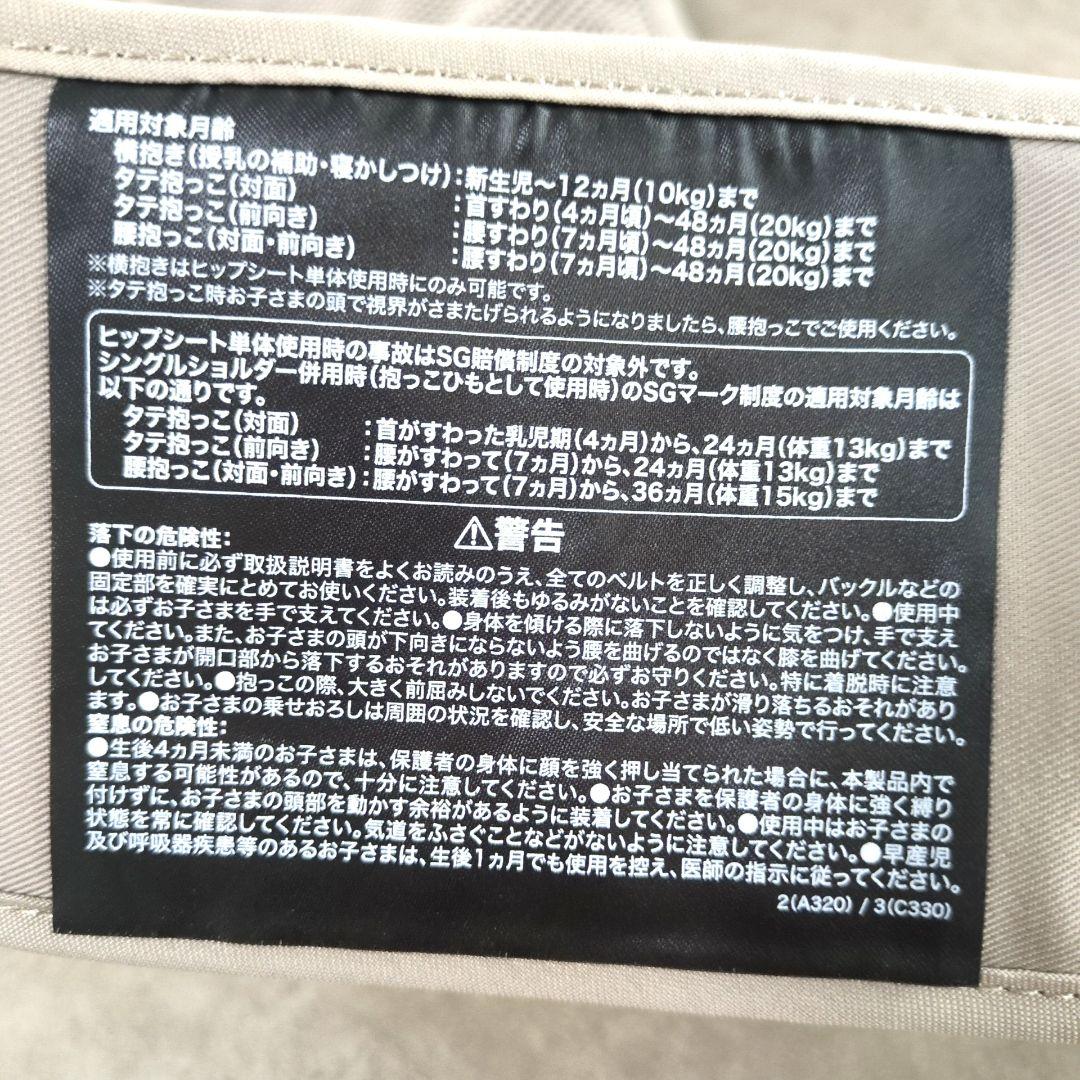 適用対象月齢
横抱き(授乳の補助・寝かしつけ):新生児～12ヵ月(10kg)まで
タテ抱っこ(対面) :首すわり(4ヵ月頃)～48ヵ月(20kg)まで
タテ抱っこ(前向き) :腰すわり(7ヵ月頃)～48ヵ月(20kg)まで
腰抱っこ(対面・前向き) :腰すわり(7ヵ月頃)～48ヵ月(20kg)まで
※横抱きはヒップシート単体使用時にのみ可能です。
※タテ抱っこ時お子さまの頭で視界がさまたげられるようになりましたら、腰抱っこでご使用ください。
ヒップシート単体使用時の事故はSG賠償制度の対象外です。
シングルショルダー併用時(抱っこひもとして使用時)のSGマーク制度の適用対象月齢は
以下の通りです。
タテ抱っこ(対面) :首がすわった乳児期(4ヵ月)から、24ヵ月(体重13kg)まで
タテ抱っこ(前向き) :腰がすわって(7ヵ月)から、24ヵ月(体重13kg)まで
腰抱っこ(対面・前向き):腰がすわって(7ヵ月)から、36ヵ月(体重15kg)まで
⚠警告
落下の危険性:
●使用前に必ず取扱説明書をよくお読みのうえ、全てのベルトを正しく調整し、バックルなどの
固定部を確実にとめてお使いください。装着後もゆるみがないことを確認してください。●使用中
は必ずお子さまを手で支えてください。●身体を傾ける際に落下しないように気をつけ、手で支え
てください。また、お子さまの頭が下向きにならないよう腰を曲げるのではなく膝を曲げてください。
お子さまが開口部から落下するおそれがありますので必ずお守りください。特に着脱時に注意
してください。●抱っこの際、大きく前屈みしないでください。お子さまが滑り落ちるおそれがあり
ます。●お子さまの乗せおろしは周囲の状況を確認し、安全な場所で低い姿勢で行ってください。
窒息の危険性:
●生後4ヵ月未満のお子さまは、保護者の身体に顔を強く押し当てられた場合に、本製品内で
窒息する可能性があるので、十分に注意してください。●お子さまを保護者の身体に強く縛り
付けずに、お子さまの頭部を動かす余裕があるように装着してください。●使用中はお子さまの
状態を常に確認してください。気道をふさぐことなどがないように注意してください。●早産児
及び呼吸器疾患等のあるお子さまは、生後1ヵ月でも使用を控え、医師の指示に従ってください。
2(A320) / 3(C330)